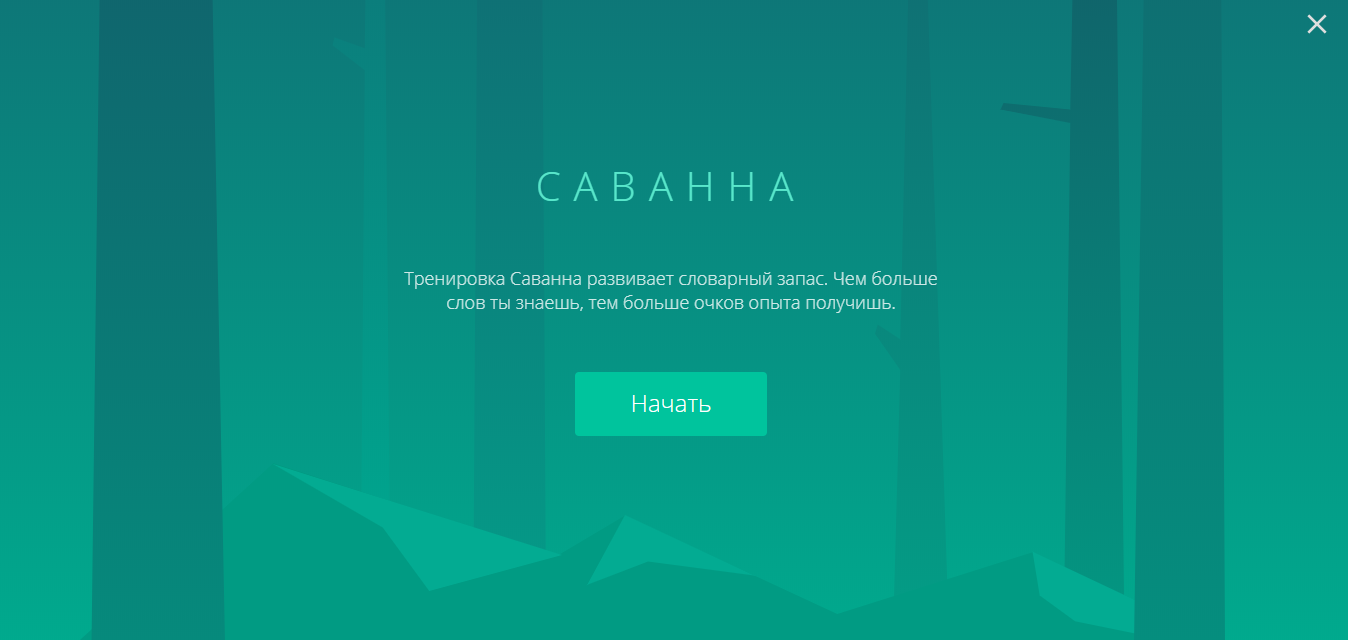 САВАННА
Тренировка Саванна развивает словарный запас. Чем больше
слов ты знаешь, тем больше очков опыта получишь.
Начать